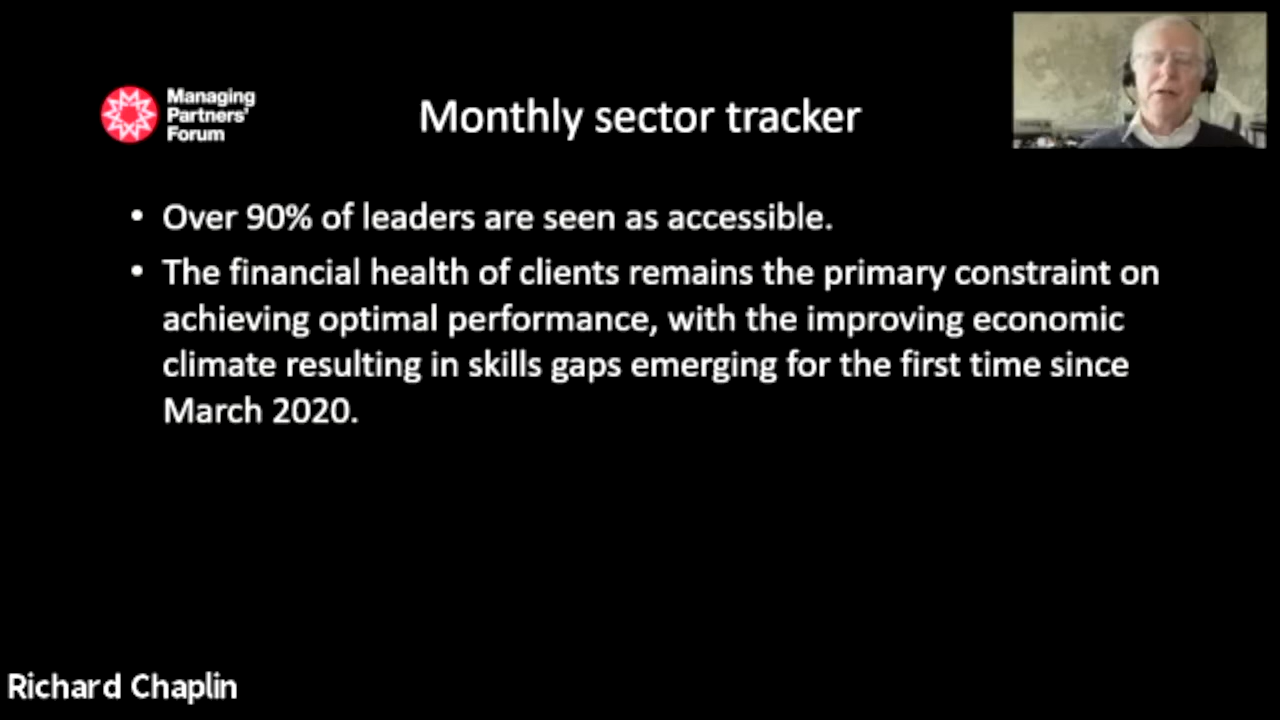 Managing
Partners'
Forum
Monthly sector tracker
• Over 90% of leaders are seen as accessible.
• The financial health of clients remains the primary constraint on
achieving optimal performance, with the improving economic
climate resulting in skills gaps emerging for the first time since
March 2020.
Richard Chaplin